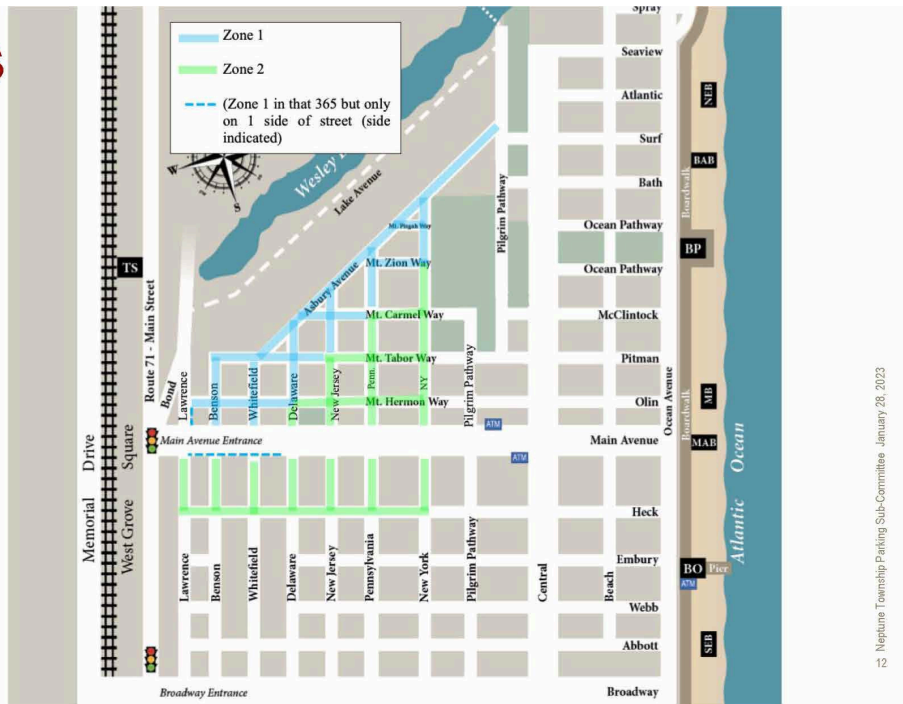 S
Zone 1
Zone 2
(Zone 1 in that 365 but only
on 1 side of street (side
indicated)
Spray
Seaview
Atlantic
Surf
Bath
Ocean Pathway
Ocean Pathway
McClintock
Pitman
Olin
Main Avenue
Heck
Embury
Webb
Abbott
Broadway
W
S
Wesley
Lake Avenue
Asbury Avenue
Mt. Pisgah Way
Mt. Zion Way
Mt. Carmel Way
Mt. Tabor Way
Mt. Hermon Way
Pilgrim Pathway
Pilgrim Pathway
Pilgrim Pathway
TS
Route 71 - Main Street
Bond
Lawrence
Benson
Whitefield
Delaware
New Jersey
Penn.
NY
Main Avenue Entrance
ATM
ATM
ATM
Memorial Drive
West Grove Square
Lawrence
Benson
Whitefield
Delaware
New Jersey
Pennsylvania
New York
Central
Beach
Ocean Avenue
Boardwalk
Boardwalk
NEB
BAB
BP
MB
MAB
BO
Pier
SEB
Atlantic Ocean
Broadway Entrance
12 Neptune Township Parking Sub-Committee January 28, 2023